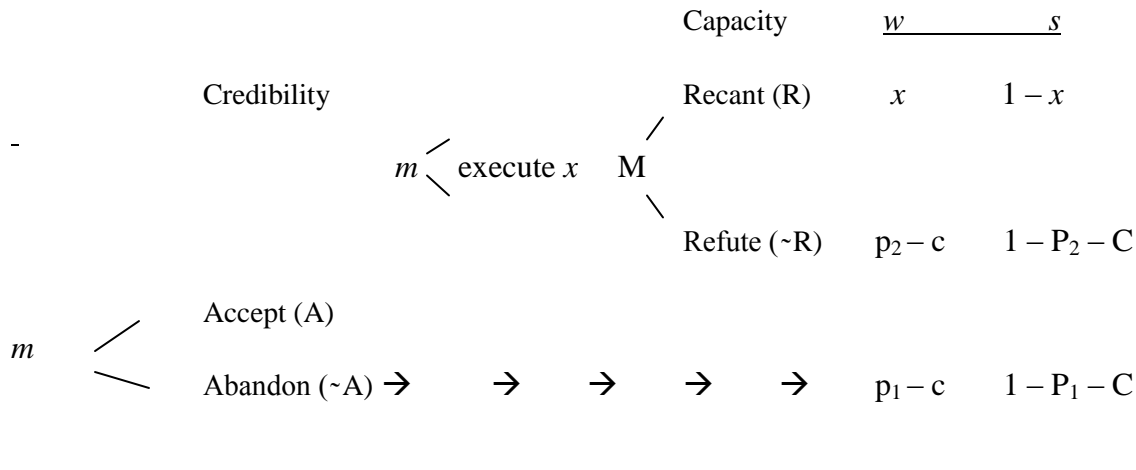 Capacity w s
Credibility Recant (R) x 1 – x
m execute x M
Refute (~R) p₂ – c 1 – P₂ – C
Accept (A)
m
Abandon (~A) → → → → → p₁ – c 1 – P₁ – C